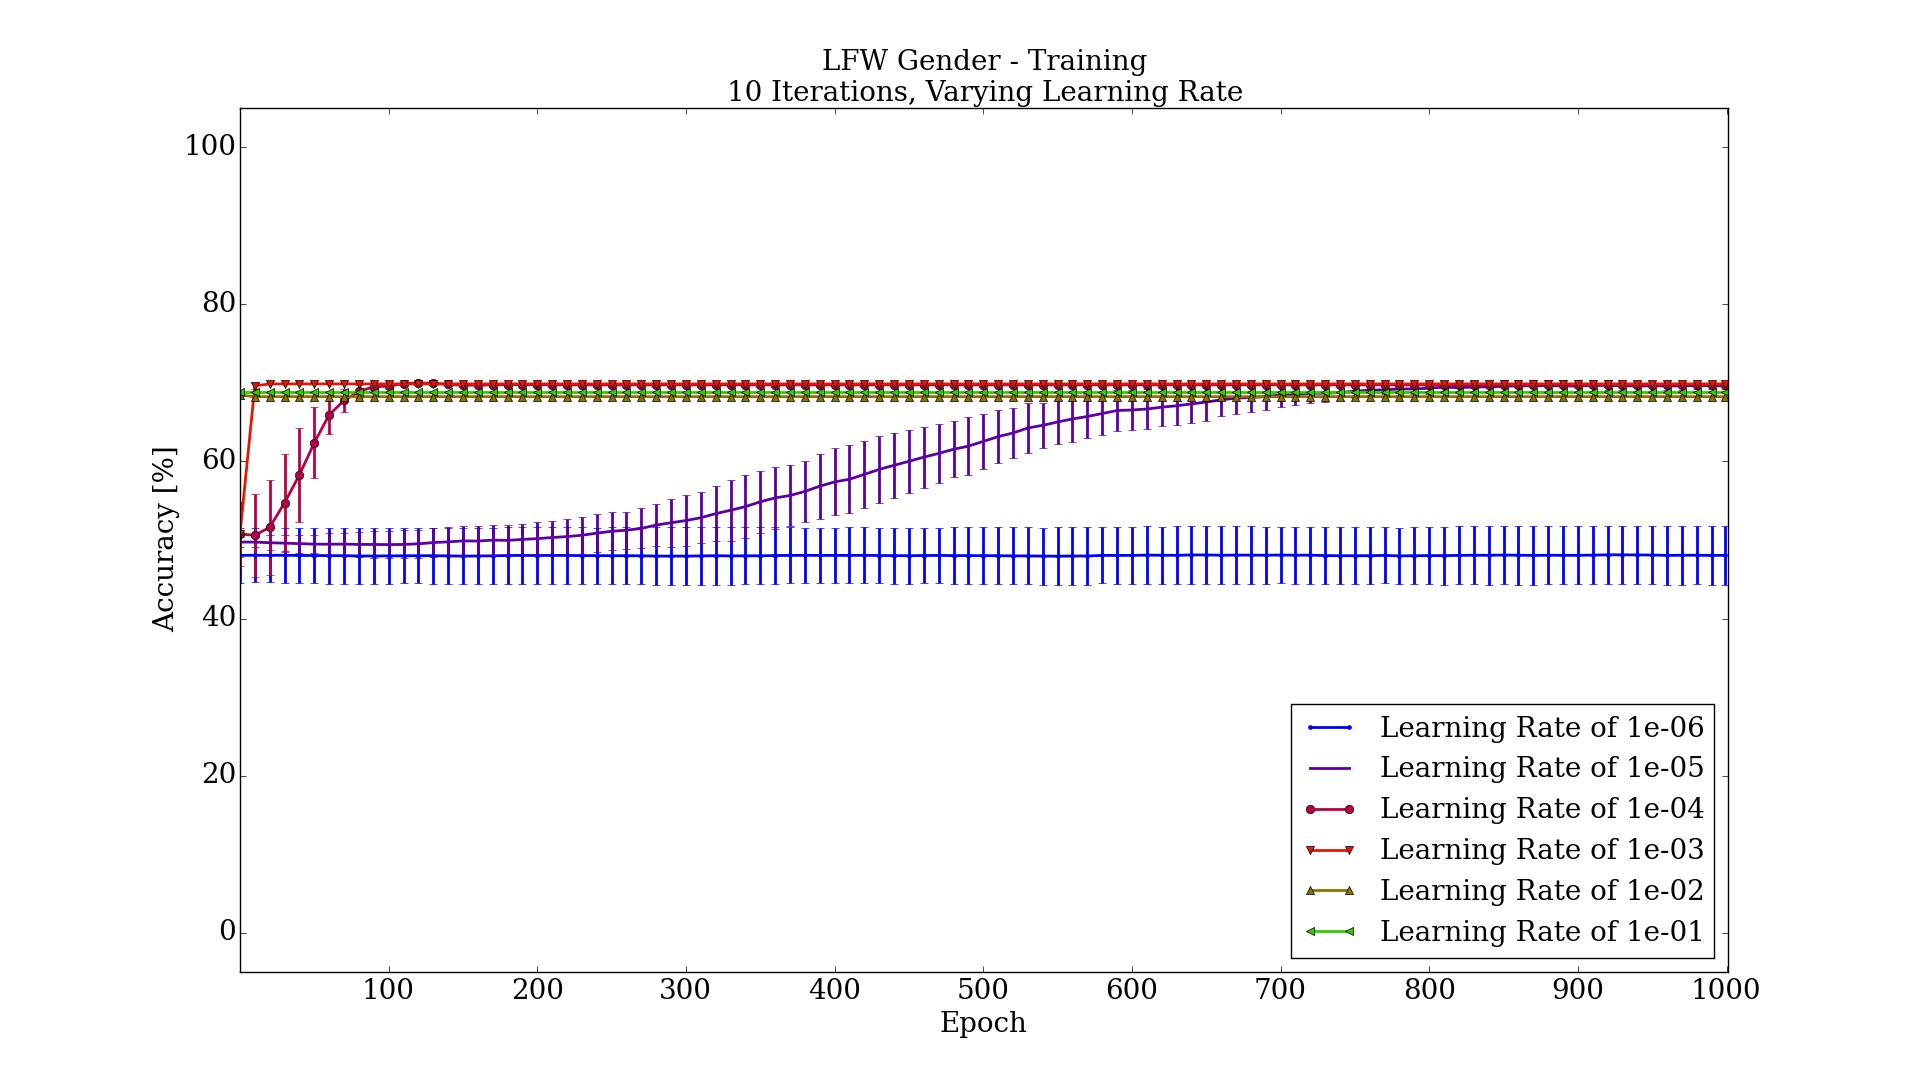 LFW Gender - Training
10 Iterations, Varying Learning Rate
100
80
60
40
20
0
Accuracy [%]
100 200 300 400 500 600 700 800 900 1000
Epoch
Learning Rate of 1e-06
Learning Rate of 1e-05
Learning Rate of 1e-04
Learning Rate of 1e-03
Learning Rate of 1e-02
Learning Rate of 1e-01